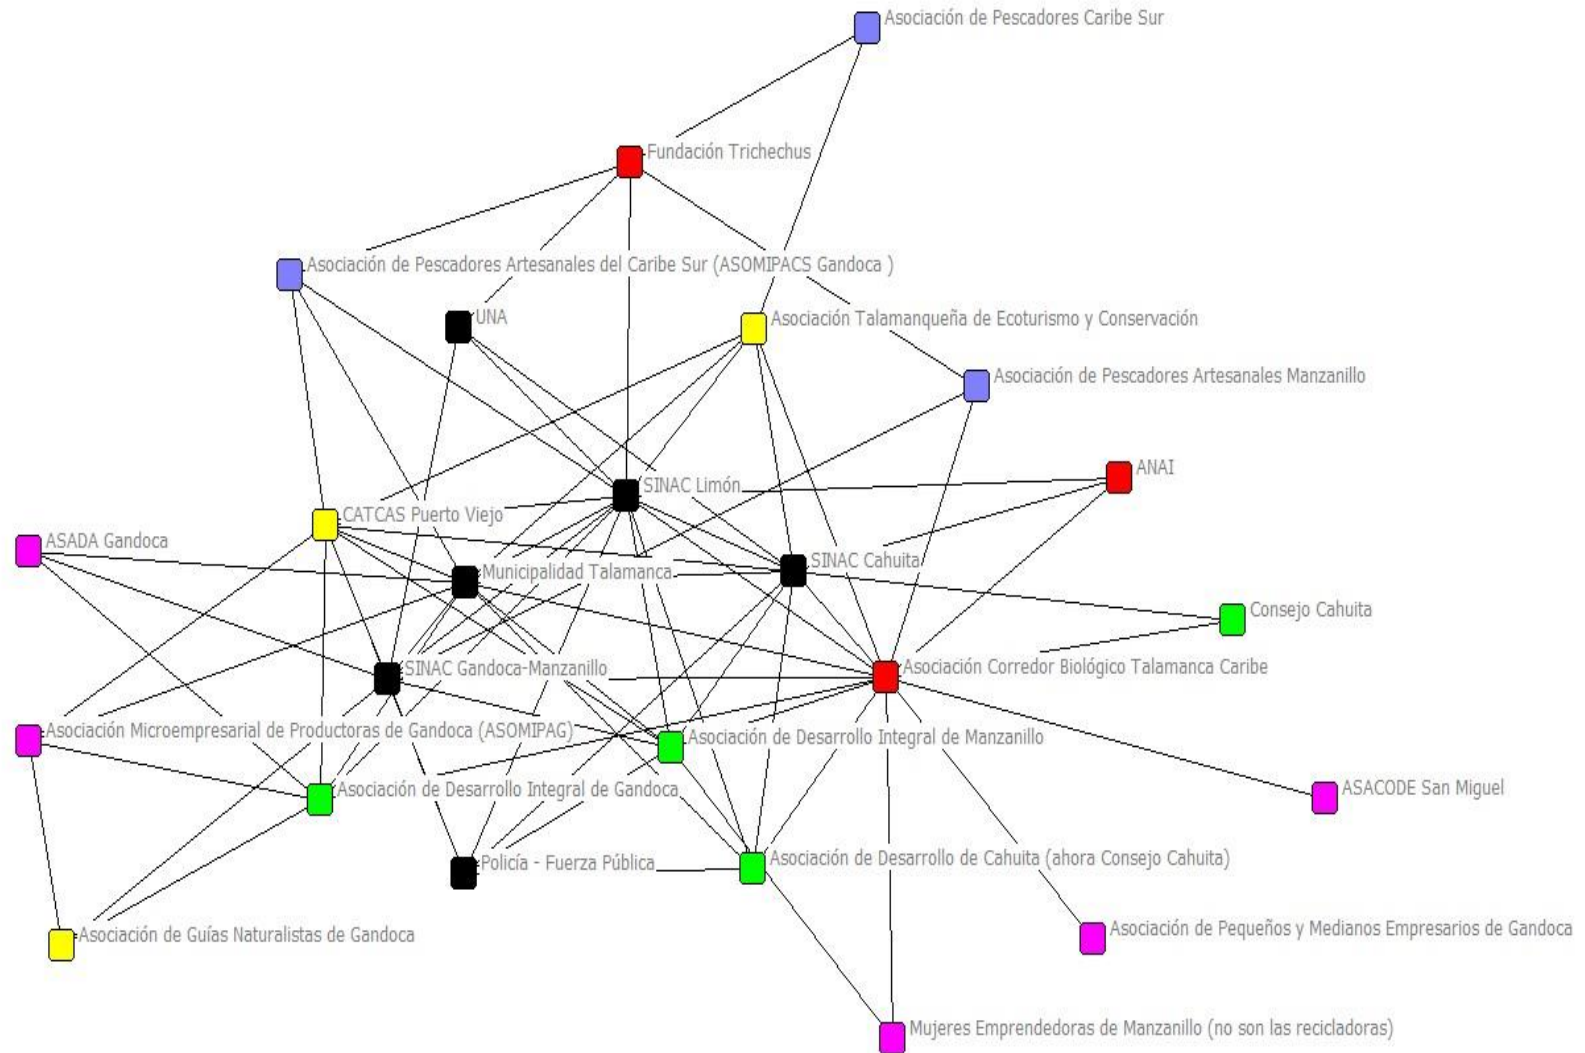 Asociación de Pescadores Caribe Sur
Fundación Trichechus
Asociación de Pescadores Artesanales del Caribe Sur (ASOMIPACS Gandoca )
UNA
Asociación Talamanqueña de Ecoturismo y Conservación
Asociación de Pescadores Artesanales Manzanillo
ANAI
SINAC Limón
CATCAS Puerto Viejo
ASADA Gandoca
SINAC Cahuita
Municipalidad Talamanca
Consejo Cahuita
SINAC Gandoca-Manzanillo
Asociación Corredor Biológico Talamanca Caribe
Asociación Microempresarial de Productoras de Gandoca (ASOMIPAG)
Asociación de Desarrollo Integral de Manzanillo
Asociación de Desarrollo Integral de Gandoca
ASACODE San Miguel
Policía - Fuerza Pública
Asociación de Desarrollo de Cahuita (ahora Consejo Cahuita)
Asociación de Guías Naturalistas de Gandoca
Asociación de Pequeños y Medianos Empresarios de Gandoca
Mujeres Emprendedoras de Manzanillo (no son las recicladoras)